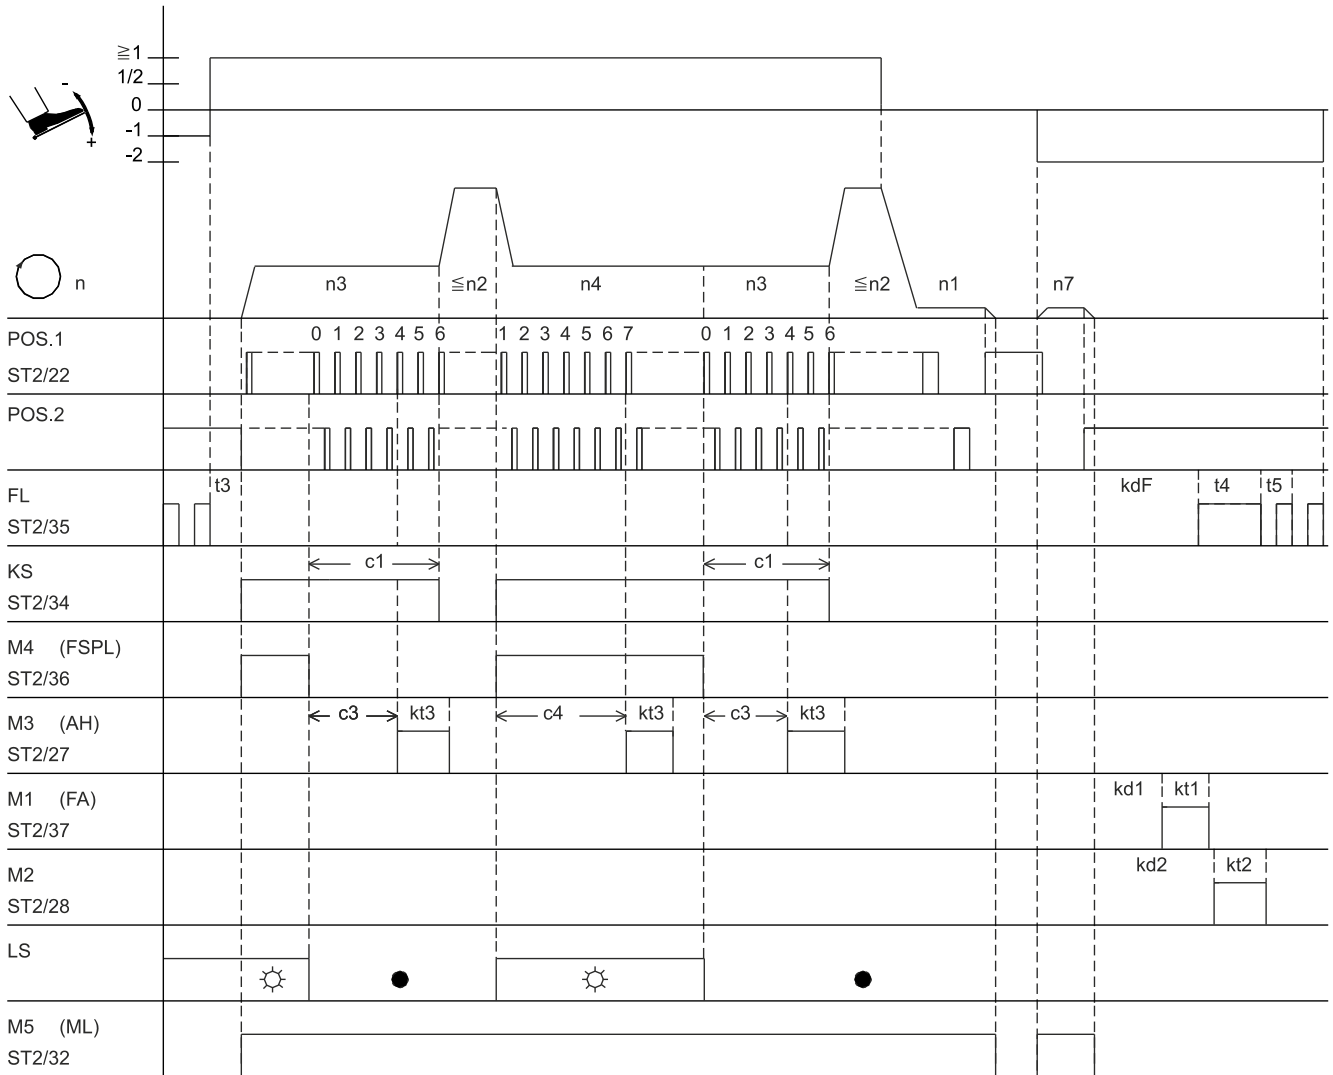 ≧1
1/2
0
-1
-2
-
+
n
n3 ≦n2 n4 n3 ≦n2 n1 n7
POS.1
0 1 2 3 4 5 6 1 2 3 4 5 6 7 0 1 2 3 4 5 6
ST2/22
POS.2
FL
t3 kdF t4 t5
ST2/35
KS
c1 c1
ST2/34
M4 (FSPL)
ST2/36
M3 (AH)
c3 kt3 c4 kt3 c3 kt3
ST2/27
M1 (FA)
kd1 kt1
ST2/37
M2
kd2 kt2
ST2/28
LS
M5 (ML)
ST2/32